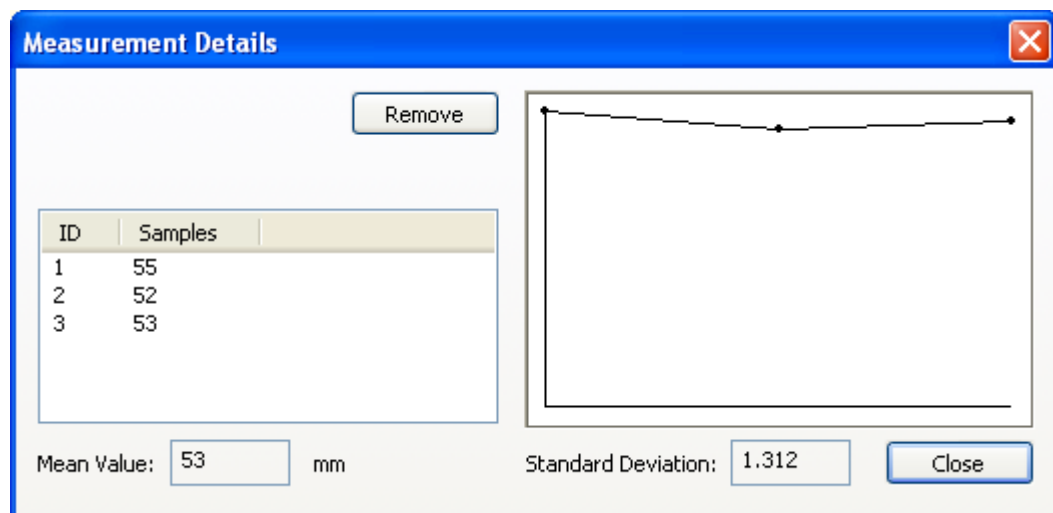 Measurement Details
Remove
ID Samples
1 55
2 52
3 53
Mean Value: 53 mm
Standard Deviation: 1.312
Close